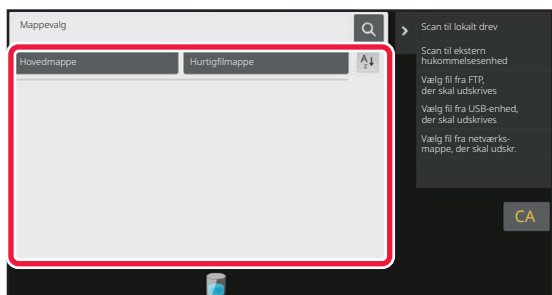 Mappevalg
Hovedmappe
Hurtigfilmappe
A
Z
Scan til lokalt drev
Scan til ekstern
hukommelsesenhed
Vælg fil fra FTP,
der skal udskrives
Vælg fil fra USB-enhed,
der skal udskrives
Vælg fil fra netværks-
mappe, der skal udskr.
CA